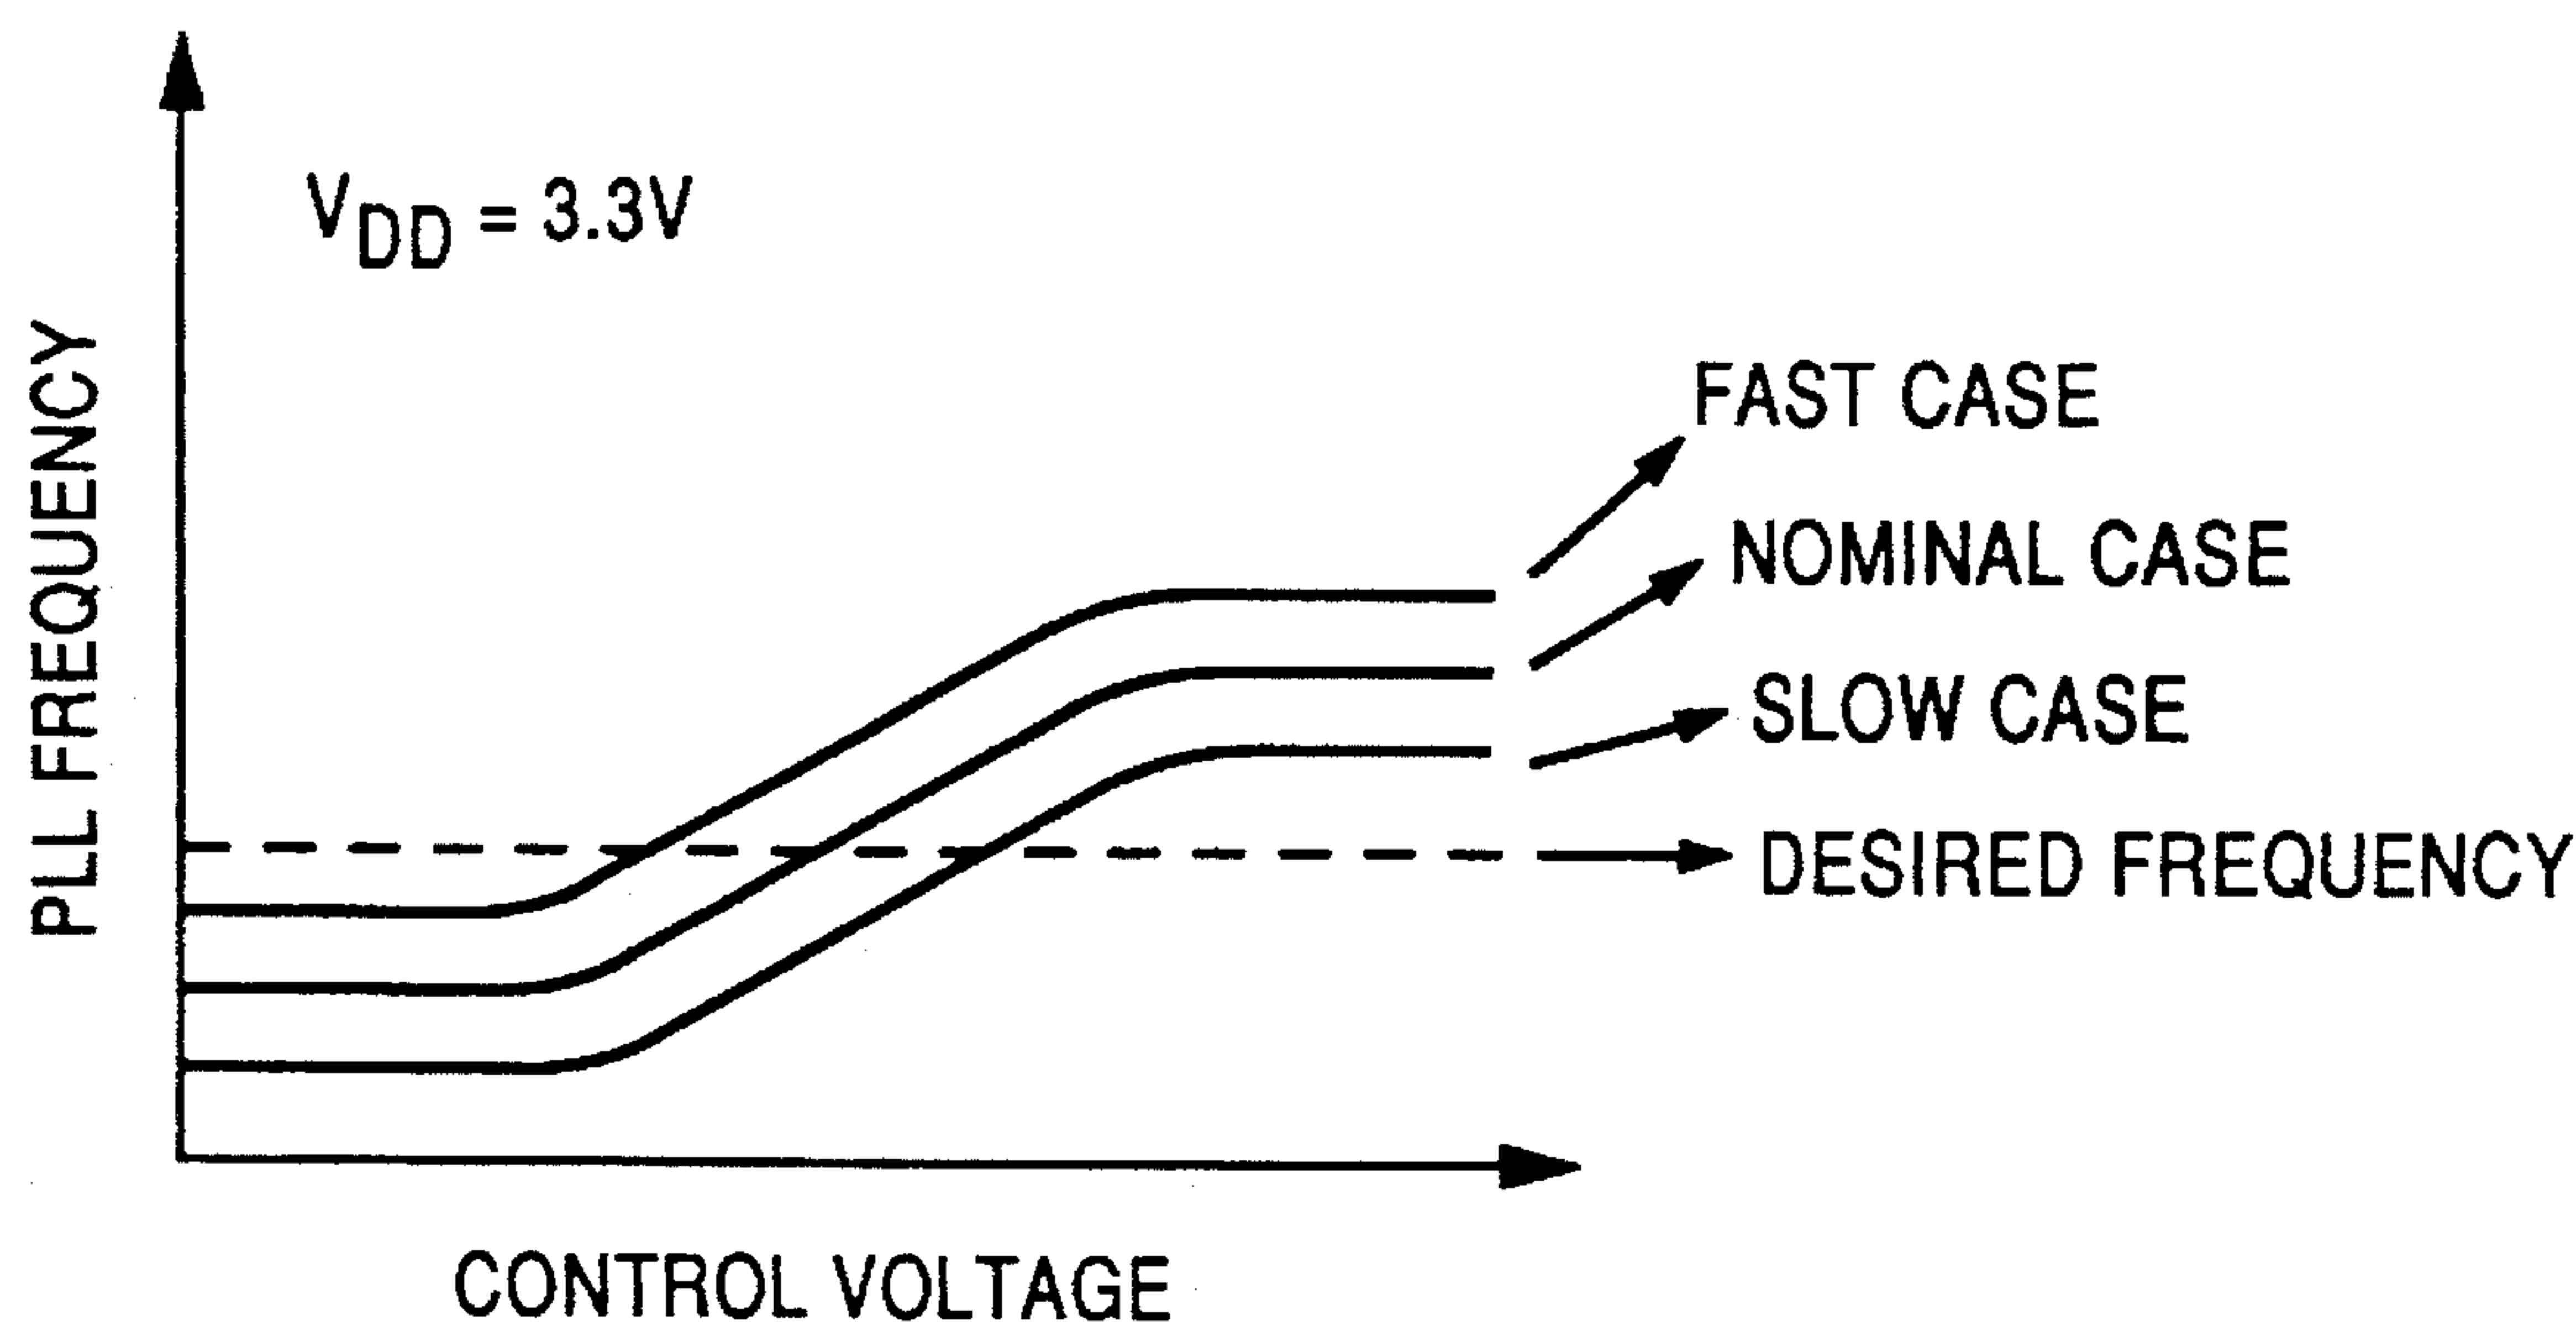 V_DD = 3.3V
PLL FREQUENCY
FAST CASE
NOMINAL CASE
SLOW CASE
DESIRED FREQUENCY
CONTROL VOLTAGE